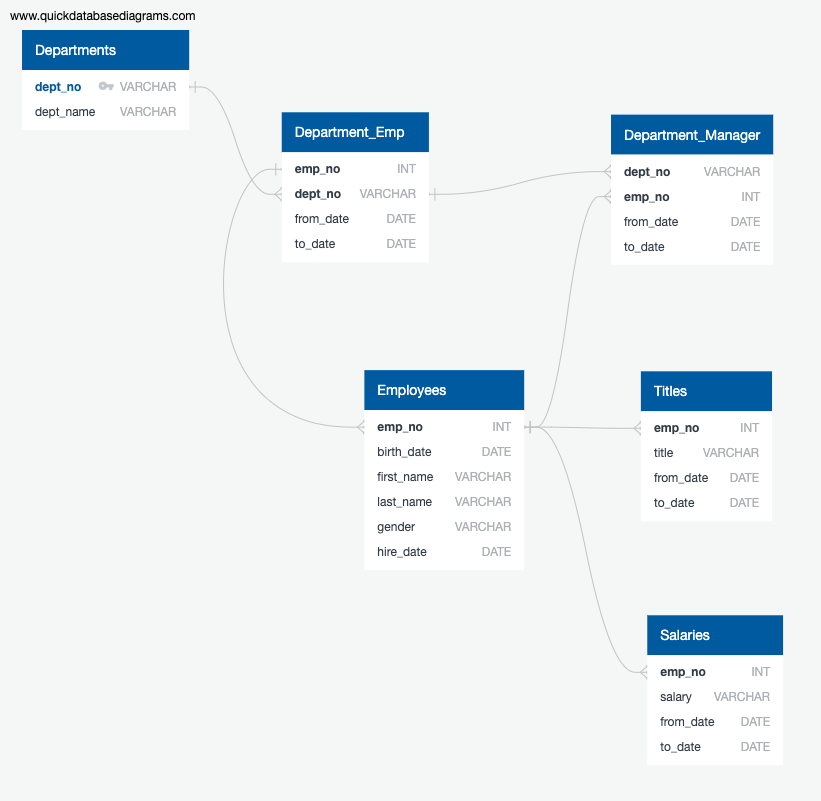 www.quickdatabasediagrams.com
Departments
dept_no VARCHAR
dept_name VARCHAR
Department_Emp
emp_no INT
dept_no VARCHAR
from_date DATE
to_date DATE
Department_Manager
dept_no VARCHAR
emp_no INT
from_date DATE
to_date DATE
Employees
emp_no INT
birth_date DATE
first_name VARCHAR
last_name VARCHAR
gender VARCHAR
hire_date DATE
Titles
emp_no INT
title VARCHAR
from_date DATE
to_date DATE
Salaries
emp_no INT
salary VARCHAR
from_date DATE
to_date DATE